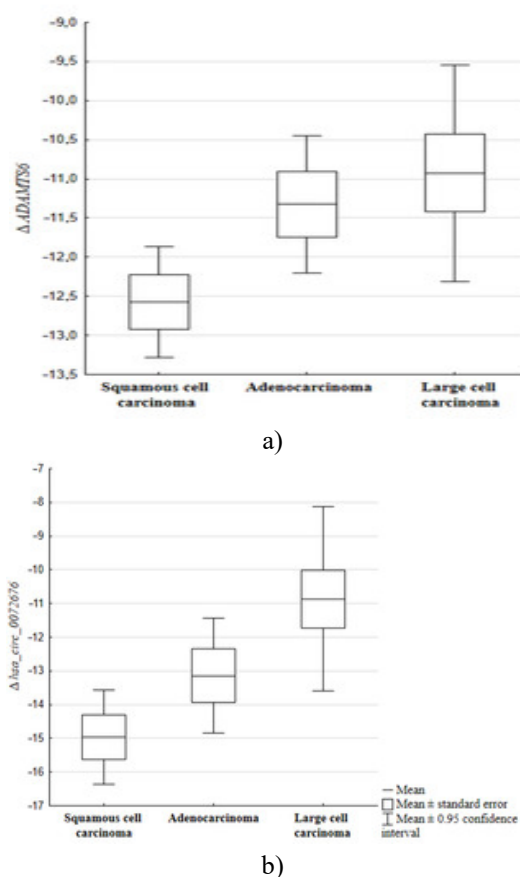 -9,0
-9,5
-10,0
-10,5
-11,0
-11,5
-12,0
-12,5
-13,0
-13,5
Δ ADAMTS6
Squamous cell
carcinoma
Adenocarcinoma
Large cell
carcinoma
a)
-7
-8
-9
-10
-11
-12
-13
-14
-15
-16
-17
Δ hsa_circ_0072676
Squamous cell
carcinoma
Adenocarcinoma
Large cell
carcinoma
— Mean
Mean ± standard error
Mean ± 0.95 confidence
interval
b)